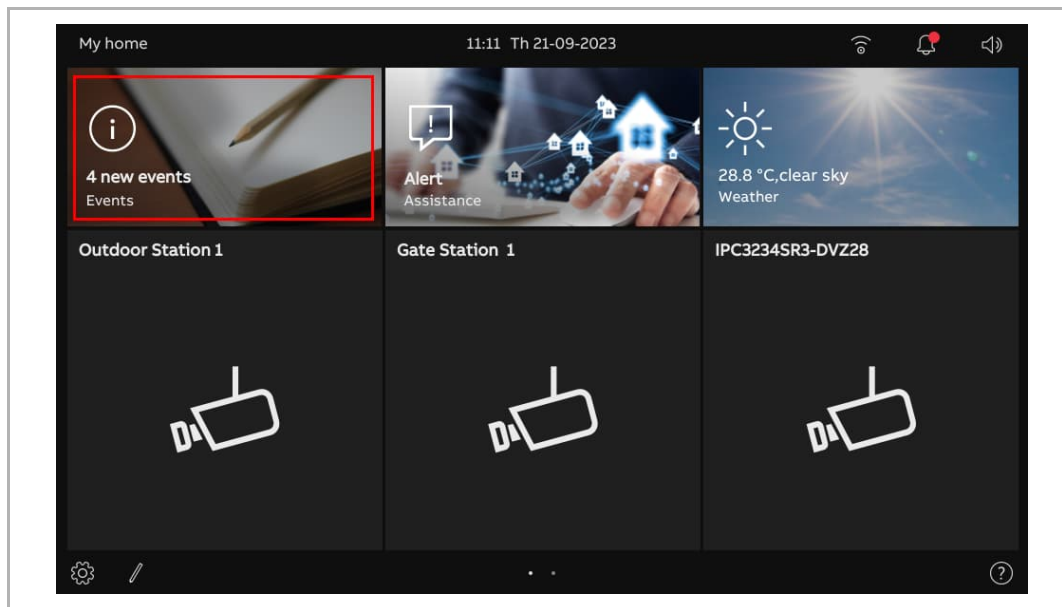 My home
11:11 Th 21-09-2023
4 new events
Events
Alert
Assistance
28.8 °C,clear sky
Weather
Outdoor Station 1
Gate Station 1
IPC3234SR3-DVZ28